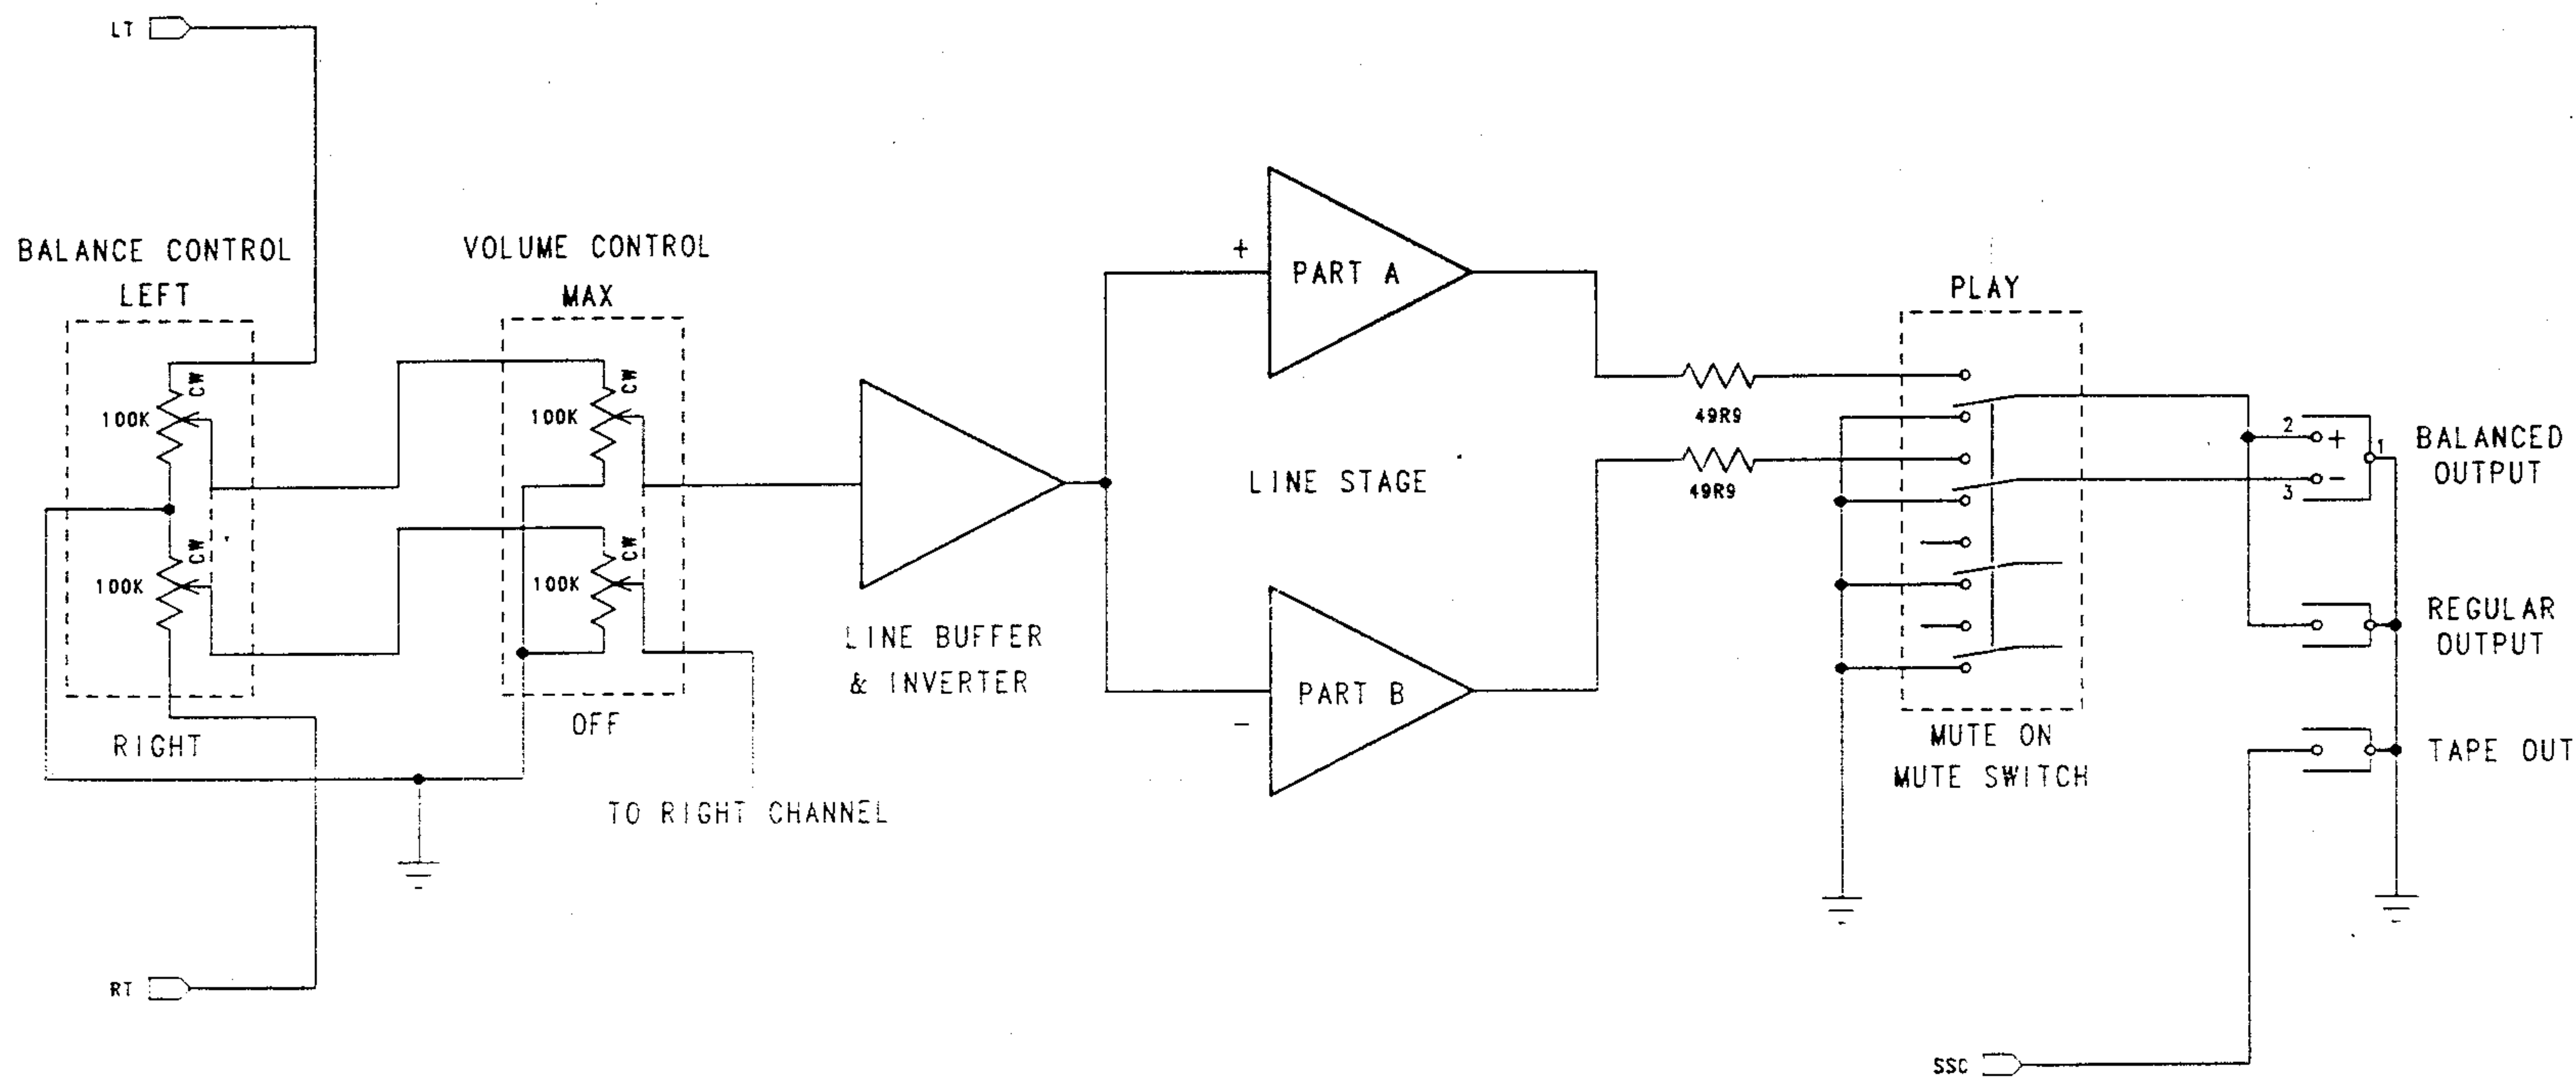 LT
BALANCE CONTROL
LEFT
CW
100K
CW
100K
RIGHT
RT
VOLUME CONTROL
MAX
CW
100K
CW
100K
OFF
TO RIGHT CHANNEL
LINE BUFFER
& INVERTER
+
PART A
LINE STAGE
PART B
-
49R9
49R9
PLAY
MUTE ON
MUTE SWITCH
2
+
1
-
3
BALANCED
OUTPUT
REGULAR
OUTPUT
TAPE OUT
SSC